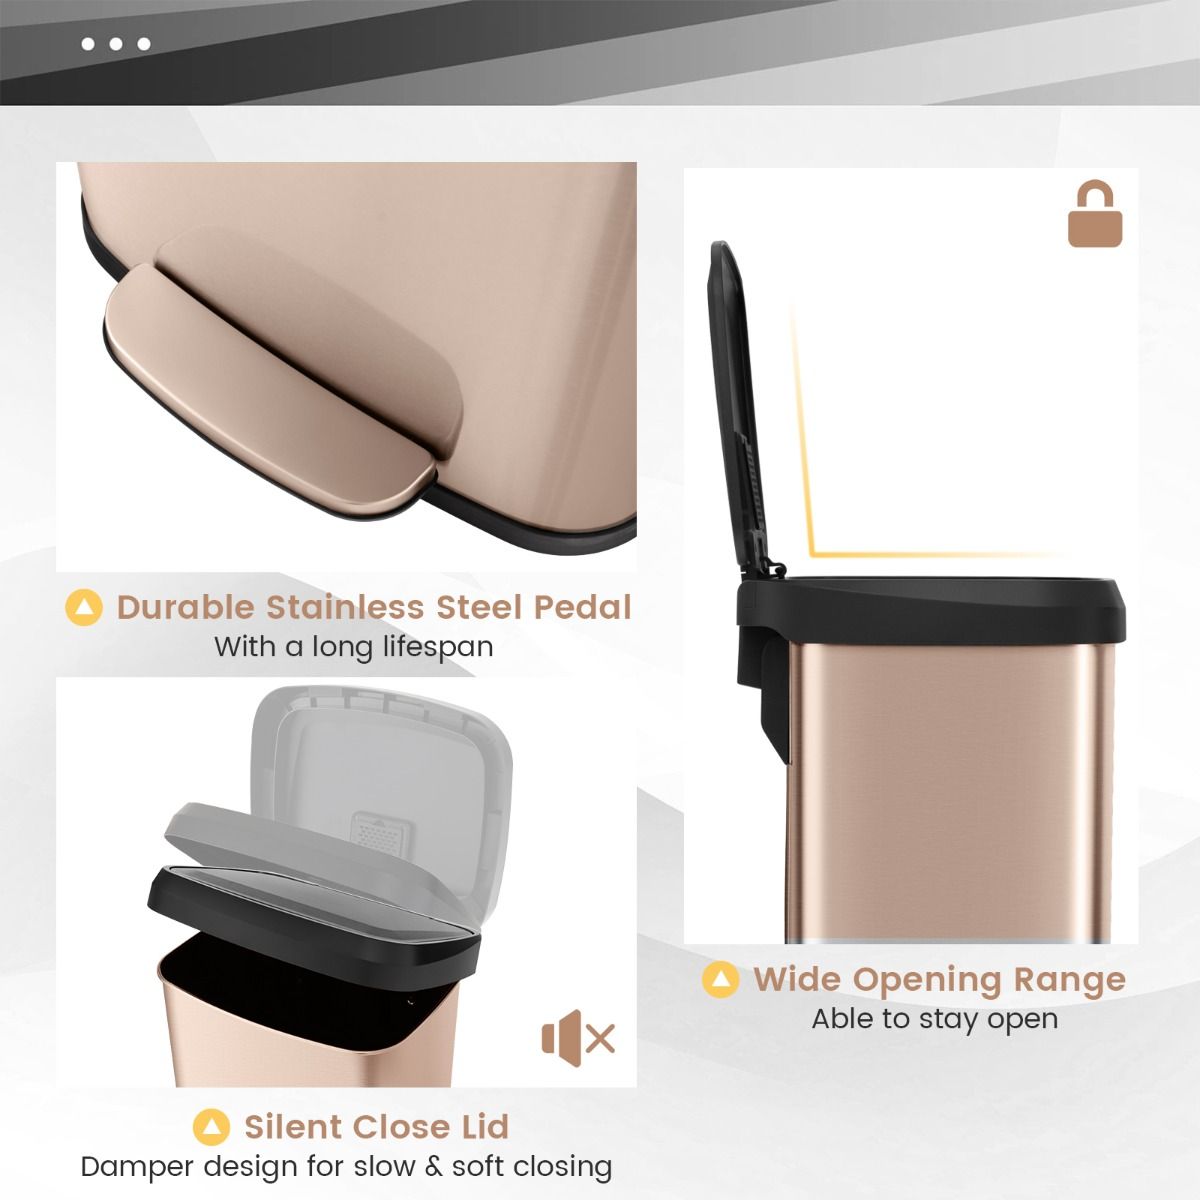 Durable Stainless Steel Pedal
With a long lifespan
Silent Close Lid
Damper design for slow & soft closing
Wide Opening Range
Able to stay open